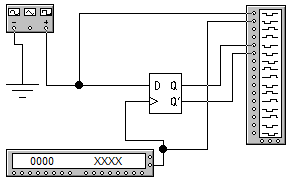 − +
D Q
Q'
0000 XXXX